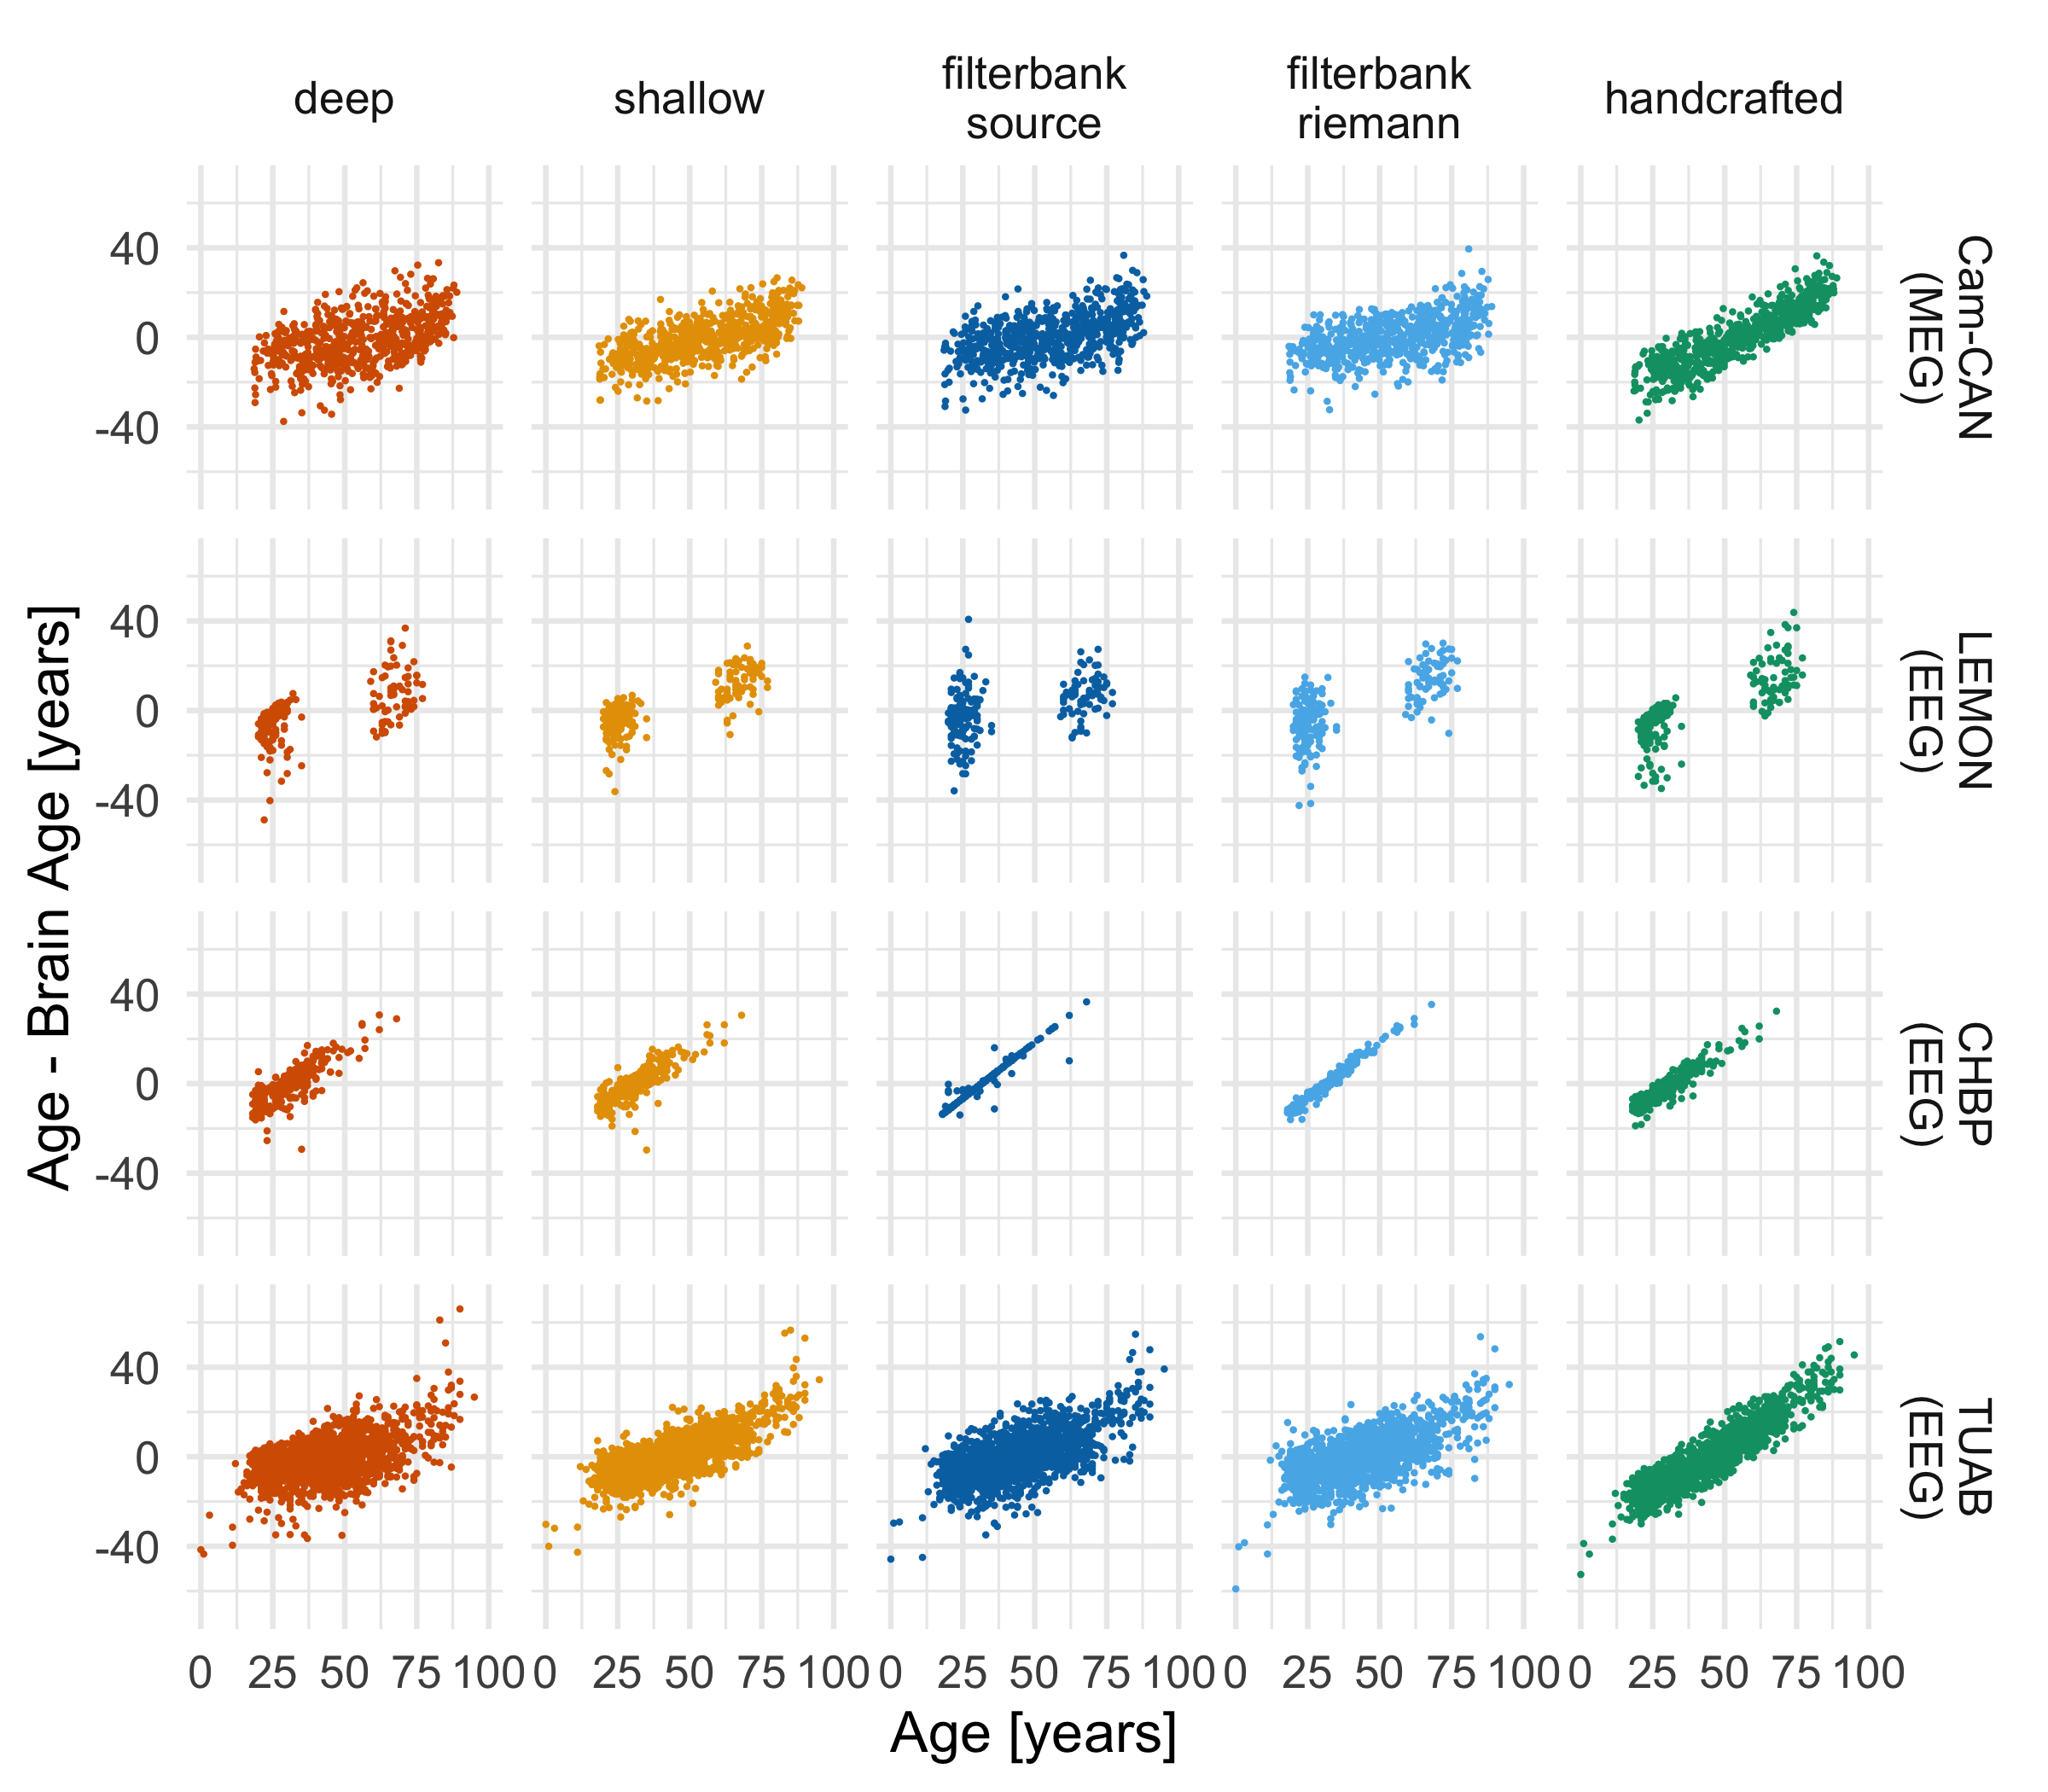 deep
shallow
filterbank
source
filterbank
riemann
handcrafted
40
0
-40
Cam-CAN
(MEG)
40
0
-40
LEMON
(EEG)
40
0
-40
CHBP
(EEG)
40
0
-40
TUAB
(EEG)
Age - Brain Age [years]
0 25 50 75 100
0 25 50 75 100
0 25 50 75 100
0 25 50 75 100
0 25 50 75 100
Age [years]